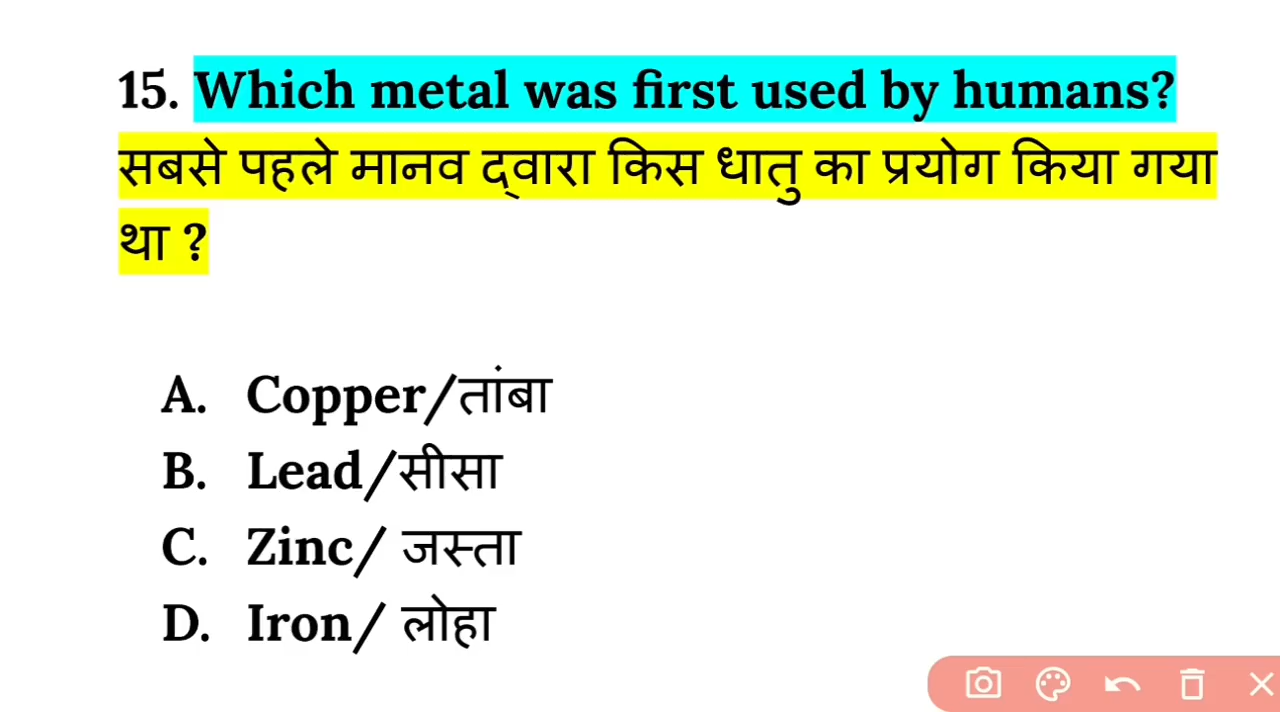 15. Which metal was first used by humans?
सबसे पहले मानव द्वारा किस धातु का प्रयोग किया गया
था ?
A. Copper/तांबा
B. Lead/सीसा
C. Zinc/ जस्ता
D. Iron/ लोहा